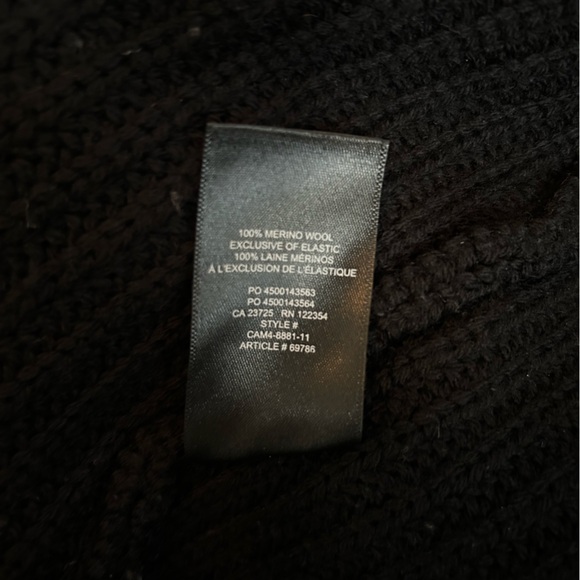 100% MERINO WOOL
EXCLUSIVE OF ELASTIC
100% LAINE MÉRINOS
À L'EXCLUSION DE L'ÉLASTIQUE
PO 4500143563
PO 4500143564
CA 23725 RN 122354
STYLE #
CAM4-6881-11
ARTICLE # 69786